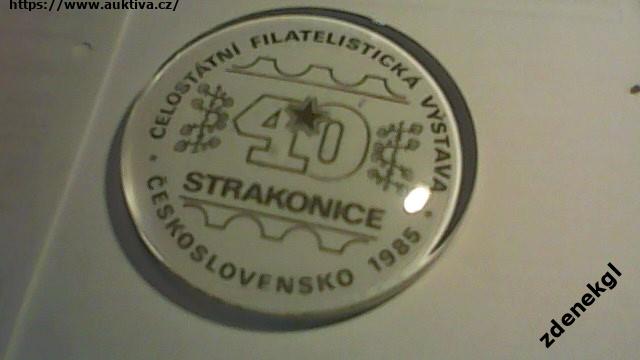 https://www.auktiva.cz/
CELOSTÁTNÍ FILATELISTICKÁ VÝSTAVA
40
STRAKONICE
ČESKOSLOVENSKO 1985
zdenekgl